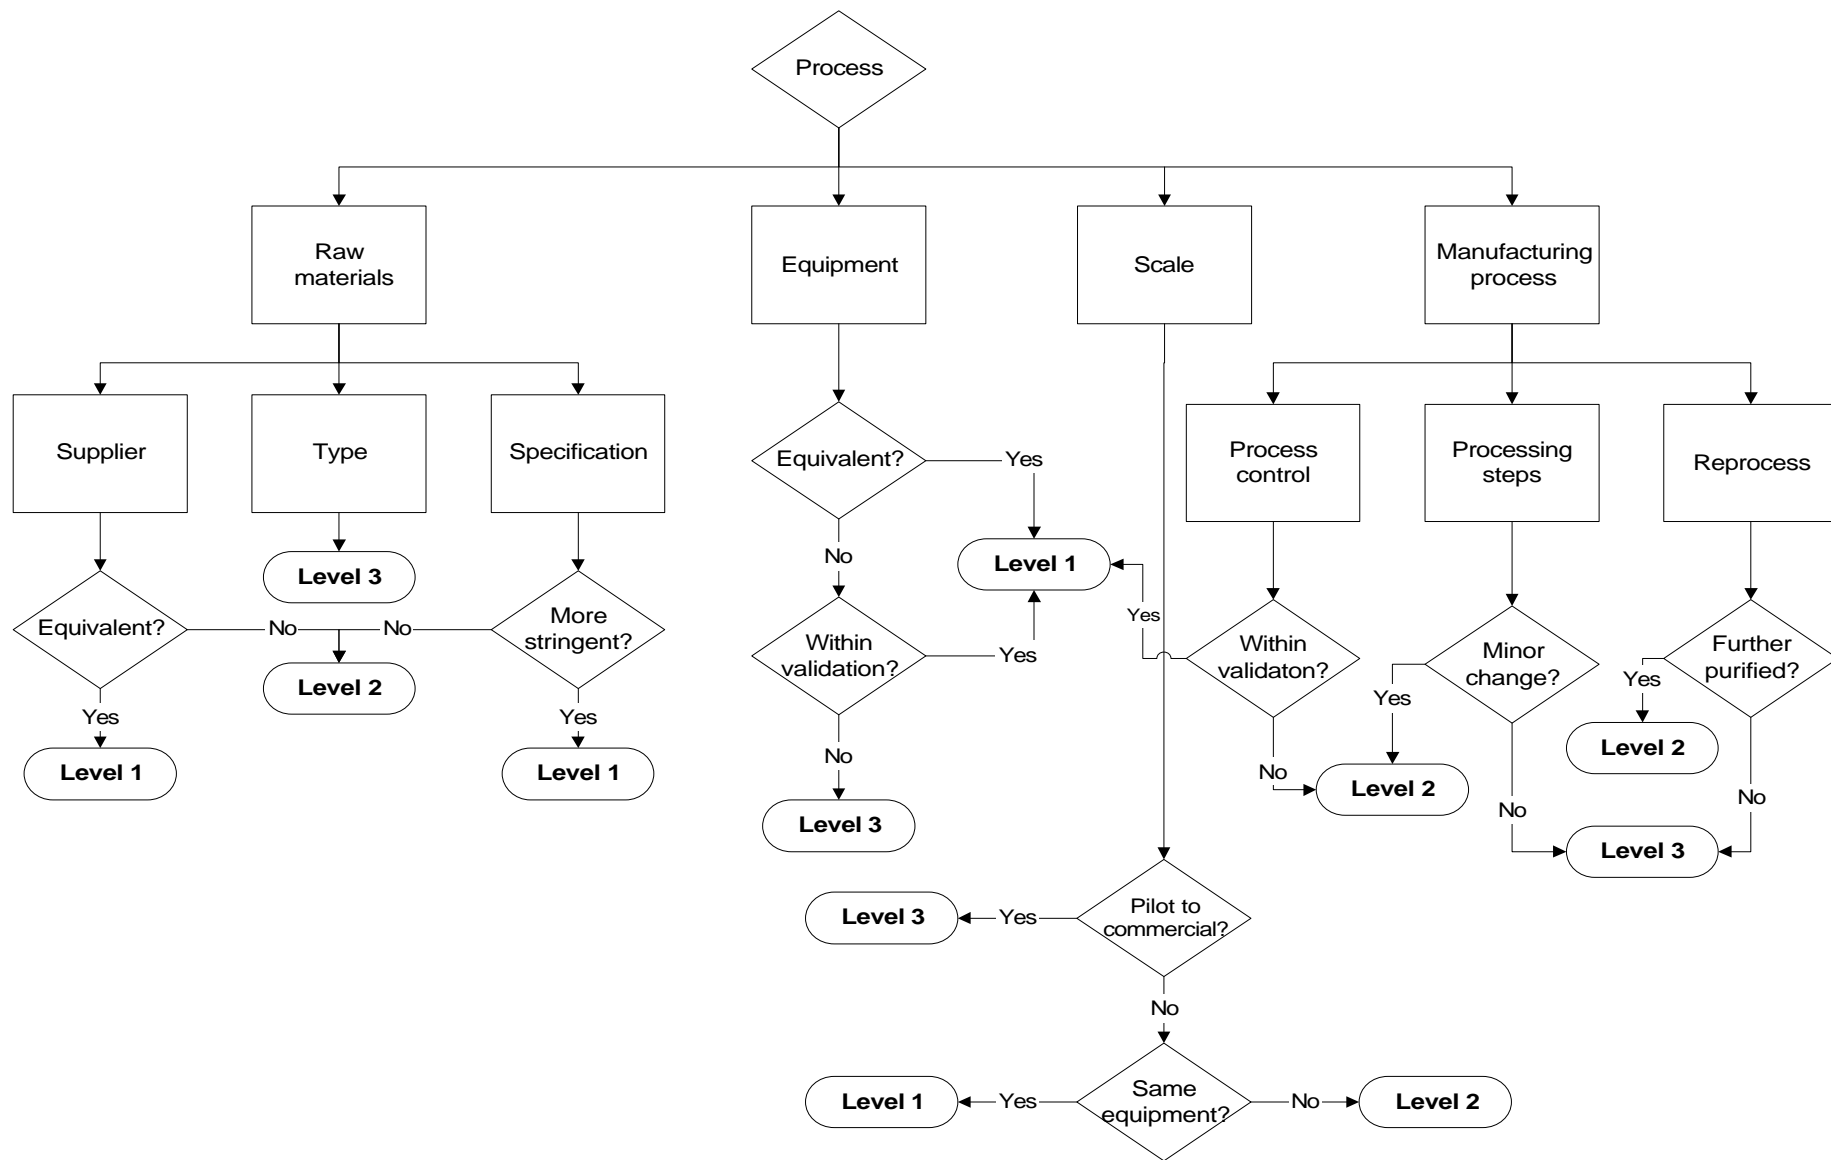 Process
Raw
materials
Equipment
Scale
Manufacturing
process
Supplier
Type
Specification
Process
control
Processing
steps
Reprocess
Equivalent?
Yes
No
Level 1
Level 3
Equivalent?
No
No
More
stringent?
Level 2
Yes
Yes
Level 1
Level 1
Within
validation?
Yes
No
Level 3
Yes
Within
validaton?
No
Minor
change?
Yes
Level 2
No
Further
purified?
Yes
Level 2
No
Level 3
Level 3
Yes
Pilot to
commercial?
No
Level 1
Yes
Same
equipment?
No
Level 2